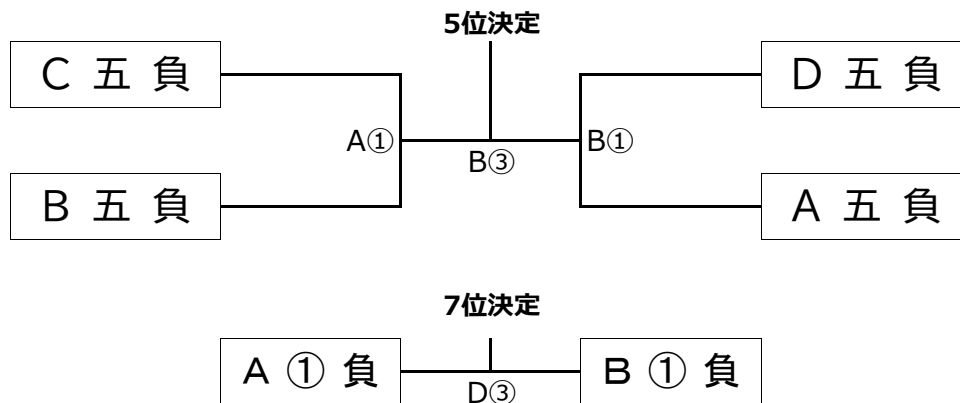 5位決定
C 五 負
D 五 負
A①
B①
B③
B 五 負
A 五 負
7位決定
A ① 負
B ① 負
D③